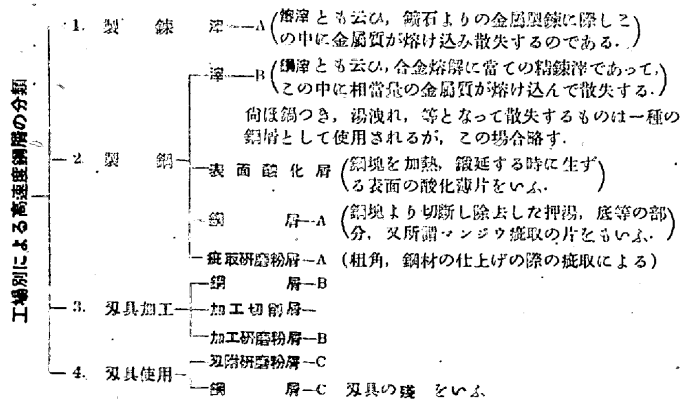 工場別による高速度鋼屑の分類
1. 製錬 滓―A(鎔滓とも云ひ,鑛石よりの金属製錬に際しこ
の中に金属質が熔け込み散失するのである.)
滓―B(鋼滓とも云ひ,合金熔解に當ての精錬滓であって,
この中に相當量の金属質が熔け込んで散失する.)
尙ほ鍋つき,湯洩れ,等となって散失するものは一種の
鋼屑として使用されるが,この場合略す.
2. 製鋼 表面酸化屑(鋼塊を加熱,鍛延する時に生ず
る表面の酸化薄片をいふ.)
鋼屑―A(鋼塊より切断し除去した押湯,底等の部
分,又所謂マンジウ疵取の片をもいふ.)
疵取研磨粉屑―A(粗角,鋼材の仕上げの際の疵取による)
鋼屑―B
3. 刃具加工 加工切削屑―
加工研磨粉屑―B
刃附研磨粉屑―C
4. 刃具使用
鋼屑―C 刃具の残 をいふ